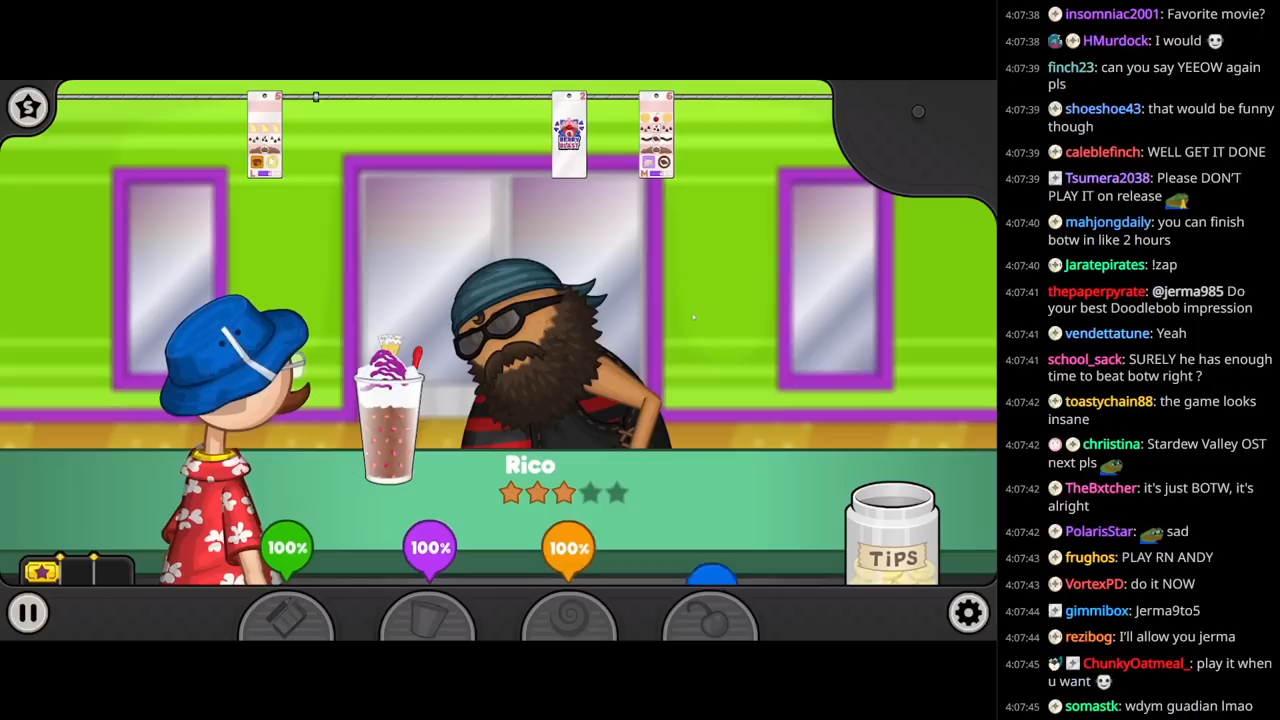 5
L
BERRY
BLAST
2
6
M
Rico
100%
100%
100%
TiPS
4:07:38 insomniac2001: Favorite movie?
4:07:38 HMurdock: I would
4:07:39 finch23: can you say YEEOW again
pls
4:07:39 shoeshoe43: that would be funny
though
4:07:39 caleblefinch: WELL GET IT DONE
4:07:39 Tsumera2038: Please DON'T
PLAY IT on release
4:07:40 mahjongdaily: you can finish
botw in like 2 hours
4:07:40 Jaratepirates: !zap
4:07:41 thepaperpyrate: @jerma985 Do
your best Doodlebob impression
4:07:41 vendettatune: Yeah
4:07:41 school_sack: SURELY he has enough
time to beat botw right ?
4:07:42 toastychain88: the game looks
insane
4:07:42 chriistina: Stardew Valley OST
next pls
4:07:42 TheBxtcher: it's just BOTW, it's
alright
4:07:42 PolarisStar: sad
4:07:43 frughos: PLAY RN ANDY
4:07:43 VortexPD: do it NOW
4:07:44 gimmibox: Jerma9to5
4:07:44 rezibog: I'll allow you jerma
4:07:45 ChunkyOatmeal_: play it when
u want
4:07:45 somastk: wdym guadian lmao